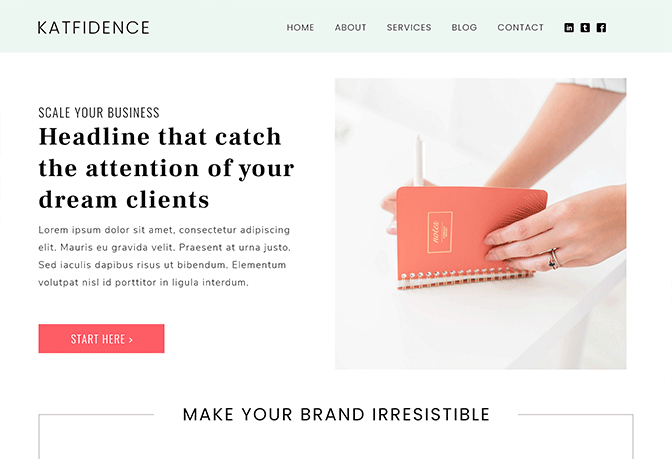 KATFIDENCE
HOME ABOUT SERVICES BLOG CONTACT
SCALE YOUR BUSINESS
Headline that catch
the attention of your
dream clients
Lorem ipsum dolor sit amet, consectetur adipiscing
elit. Mauris eu gravida velit. Praesent at urna justo.
Sed iaculis dapibus risus ut bibendum. Elementum
volutpat nisl id porttitor in ligula interdum.
START HERE >
notes
MAKE YOUR BRAND IRRESISTIBLE